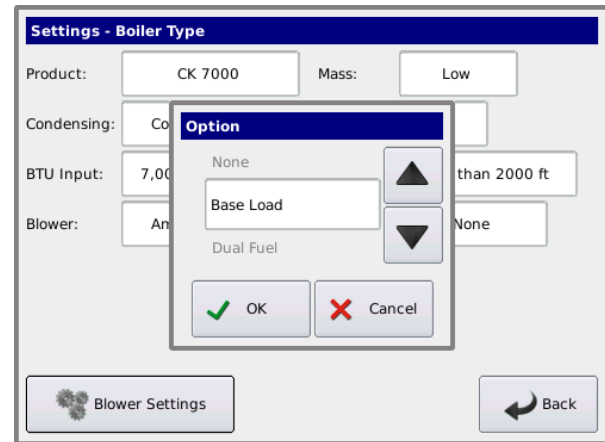 Settings - Boiler Type
Product: CK 7000 Mass: Low
Condensing:
Option
None
BTU Input: than 2000 ft
Base Load
Blower: None
Dual Fuel
OK Cancel
Blower Settings Back